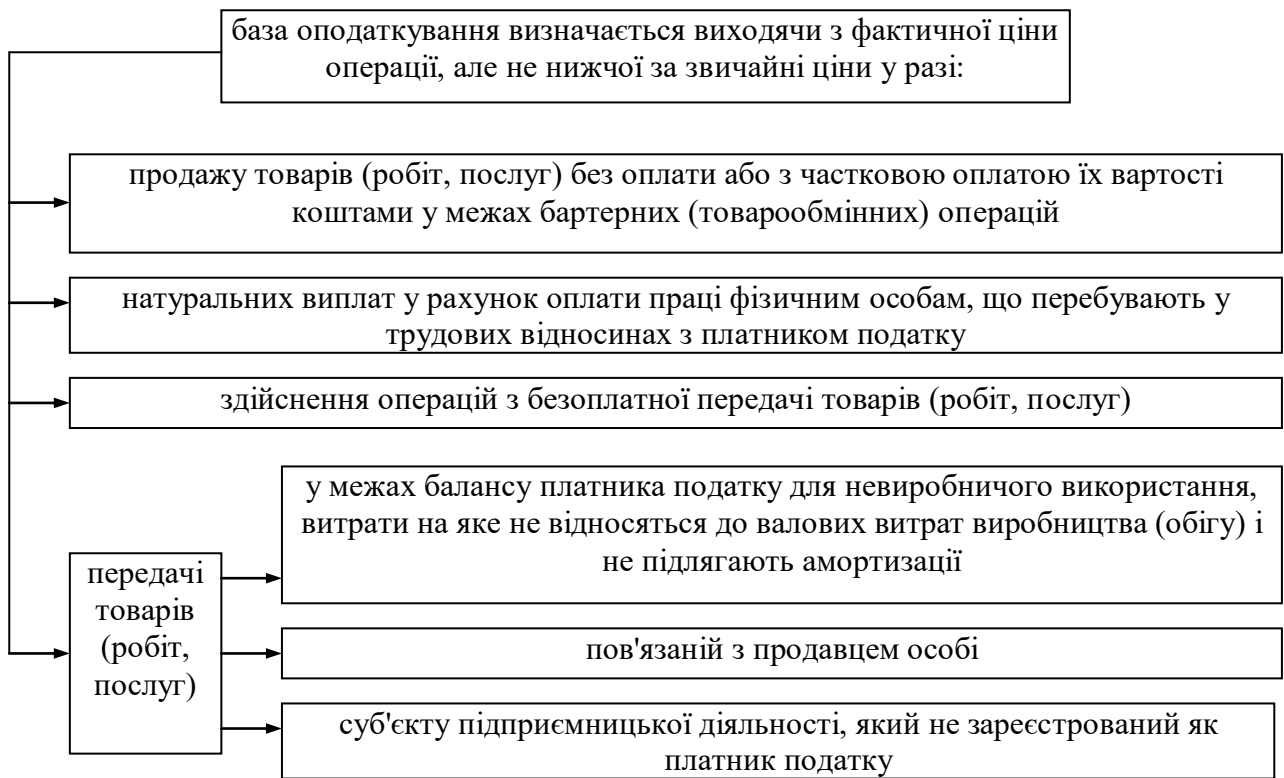 база оподаткування визначається виходячи з фактичної ціни
операції, але не нижчої за звичайні ціни у разі:
продажу товарів (робіт, послуг) без оплати або з частковою оплатою їх вартості
коштами у межах бартерних (товарообмінних) операцій
натуральних виплат у рахунок оплати праці фізичним особам, що перебувають у
трудових відносинах з платником податку
здійснення операцій з безоплатної передачі товарів (робіт, послуг)
передачі
товарів
(робіт,
послуг)
у межах балансу платника податку для невиробничого використання,
витрати на яке не відносяться до валових витрат виробництва (обігу) і
не підлягають амортизації
пов'язаній з продавцем особі
суб'єкту підприємницької діяльності, який не зареєстрований як
платник податку